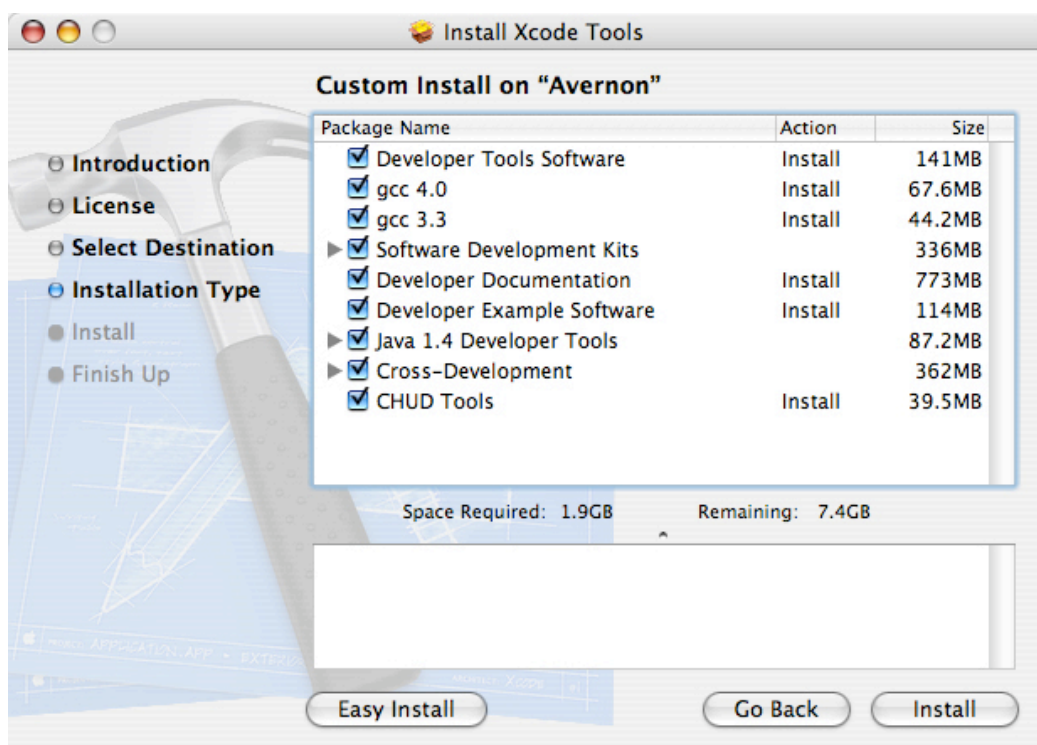 Install Xcode Tools
Custom Install on “Avernon”
Introduction
License
Select Destination
Installation Type
Install
Finish Up
Package Name Action Size
Developer Tools Software Install 141MB
gcc 4.0 Install 67.6MB
gcc 3.3 Install 44.2MB
Software Development Kits 336MB
Developer Documentation Install 773MB
Developer Example Software Install 114MB
Java 1.4 Developer Tools 87.2MB
Cross-Development 362MB
CHUD Tools Install 39.5MB
Space Required: 1.9GB Remaining: 7.4GB
PROJECT APPLICATION.APP
Easy Install Go Back Install